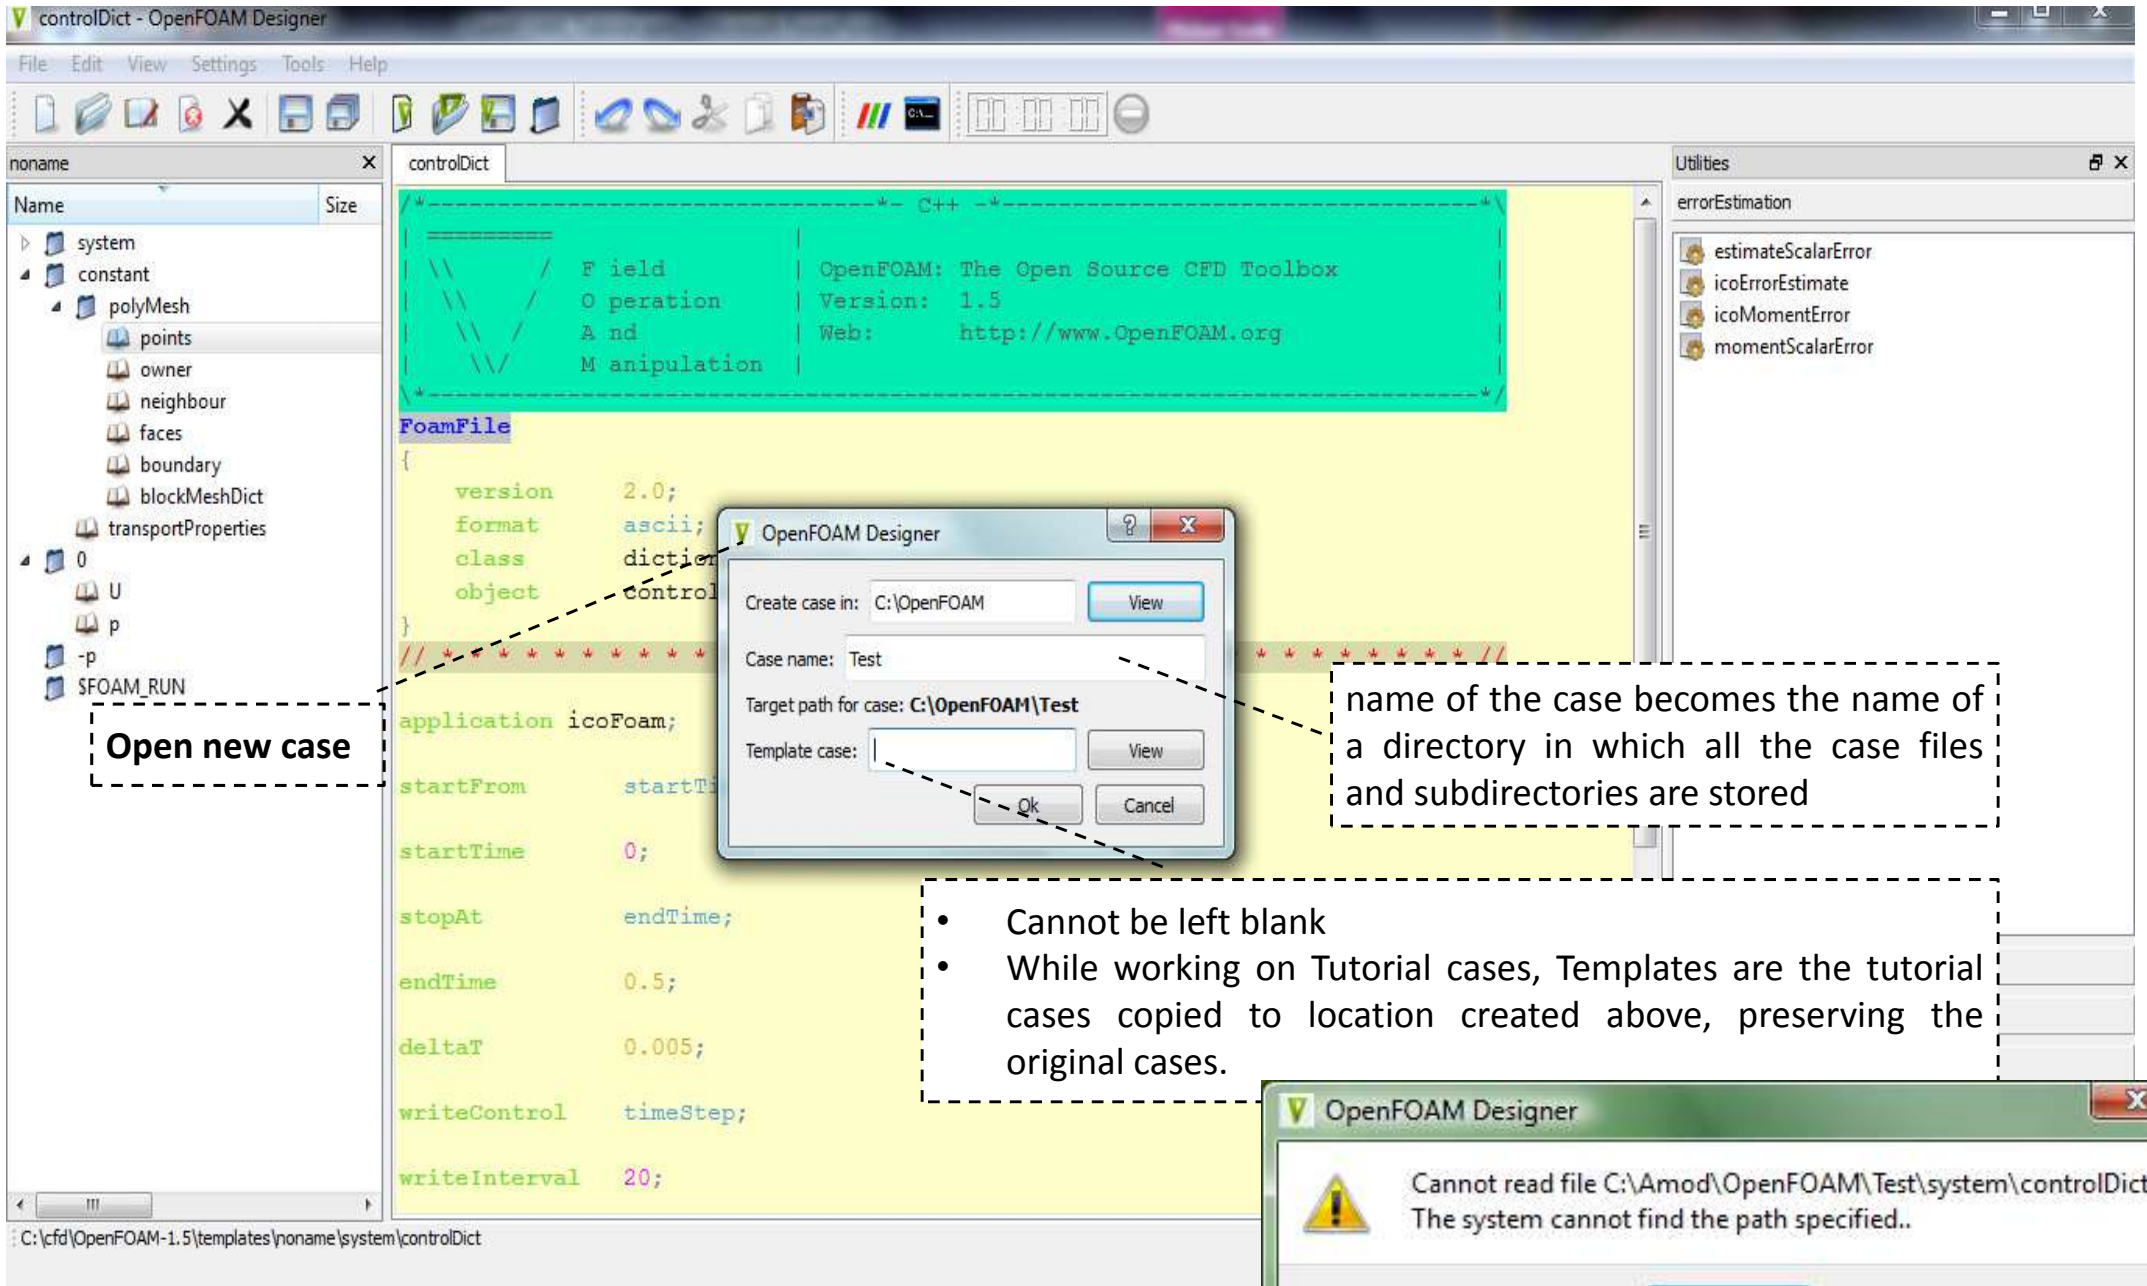 controlDict - OpenFOAM Designer
File Edit View Settings Tools Help
noname
Name Size
system
constant
polyMesh
points
owner
neighbour
faces
boundary
blockMeshDict
transportProperties
0
U
p
-p
$FOAM_RUN
Open new case
controlDict
/*---------------------------------*- C++ -*-----------------------------------*\
| ========= | |
| \\ / F ield | OpenFOAM: The Open Source CFD Toolbox |
| \\ / O peration | Version: 1.5 |
| \\ / A nd | Web: http://www.OpenFOAM.org |
| \\/ M anipulation | |
\*-----------------------------------------------------------------------------*/
FoamFile
{
version 2.0;
format ascii;
class diction
object control
}
// * * * * * * * * * * * * * * * * * * * //
application icoFoam;
startFrom startTi
startTime 0;
stopAt endTime;
endTime 0.5;
deltaT 0.005;
writeControl timeStep;
writeInterval 20;
OpenFOAM Designer
Create case in: C:\OpenFOAM View
Case name: Test
Target path for case: C:\OpenFOAM\Test
Template case: View
Ok Cancel
name of the case becomes the name of
a directory in which all the case files
and subdirectories are stored
• Cannot be left blank
• While working on Tutorial cases, Templates are the tutorial
cases copied to location created above, preserving the
original cases.
Utilities
errorEstimation
estimateScalarError
icoErrorEstimate
icoMomentError
momentScalarError
OpenFOAM Designer
Cannot read file C:\Amod\OpenFOAM\Test\system\controlDict
The system cannot find the path specified..
C:\cfd\OpenFOAM-1.5\templates\noname\system\controlDict